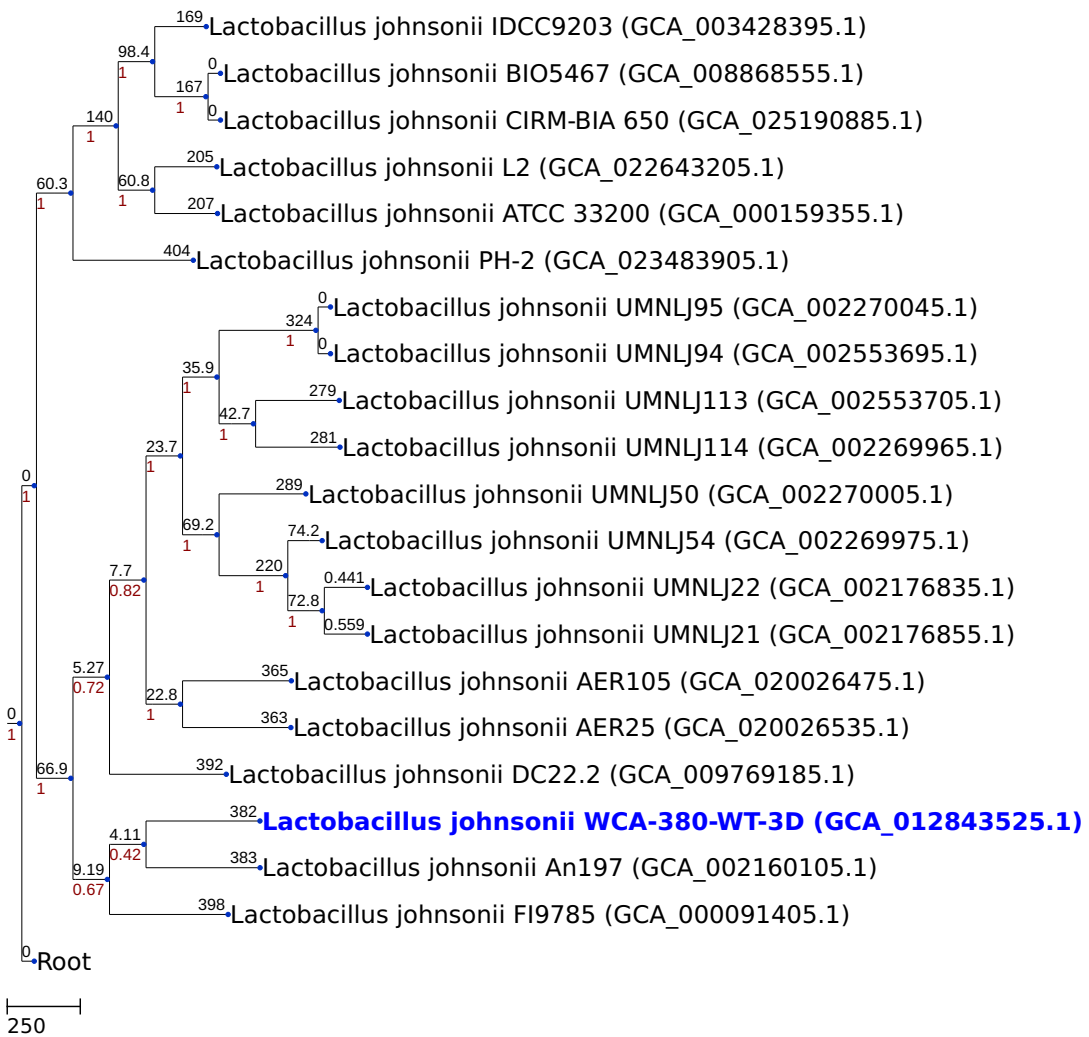 169
Lactobacillus johnsonii IDCC9203 (GCA_003428395.1)
98.4
1
0
Lactobacillus johnsonii BIO5467 (GCA_008868555.1)
167
1
0
Lactobacillus johnsonii CIRM-BIA 650 (GCA_025190885.1)
140
1
205
Lactobacillus johnsonii L2 (GCA_022643205.1)
60.8
1
207
Lactobacillus johnsonii ATCC 33200 (GCA_000159355.1)
60.3
1
404
Lactobacillus johnsonii PH-2 (GCA_023483905.1)
0
Lactobacillus johnsonii UMNLJ95 (GCA_002270045.1)
324
1
0
Lactobacillus johnsonii UMNLJ94 (GCA_002553695.1)
35.9
1
279
Lactobacillus johnsonii UMNLJ113 (GCA_002553705.1)
42.7
1
281
Lactobacillus johnsonii UMNLJ114 (GCA_002269965.1)
23.7
1
289
Lactobacillus johnsonii UMNLJ50 (GCA_002270005.1)
69.2
1
74.2
Lactobacillus johnsonii UMNLJ54 (GCA_002269975.1)
220
1
0.441
Lactobacillus johnsonii UMNLJ22 (GCA_002176835.1)
72.8
1
0.559
Lactobacillus johnsonii UMNLJ21 (GCA_002176855.1)
0
1
7.7
0.82
365
Lactobacillus johnsonii AER105 (GCA_020026475.1)
22.8
1
363
Lactobacillus johnsonii AER25 (GCA_020026535.1)
5.27
0.72
392
Lactobacillus johnsonii DC22.2 (GCA_009769185.1)
0
1
66.9
1
382
Lactobacillus johnsonii WCA-380-WT-3D (GCA_012843525.1)
4.11
0.42
383
Lactobacillus johnsonii An197 (GCA_002160105.1)
9.19
0.67
398
Lactobacillus johnsonii FI9785 (GCA_000091405.1)
0
Root
250